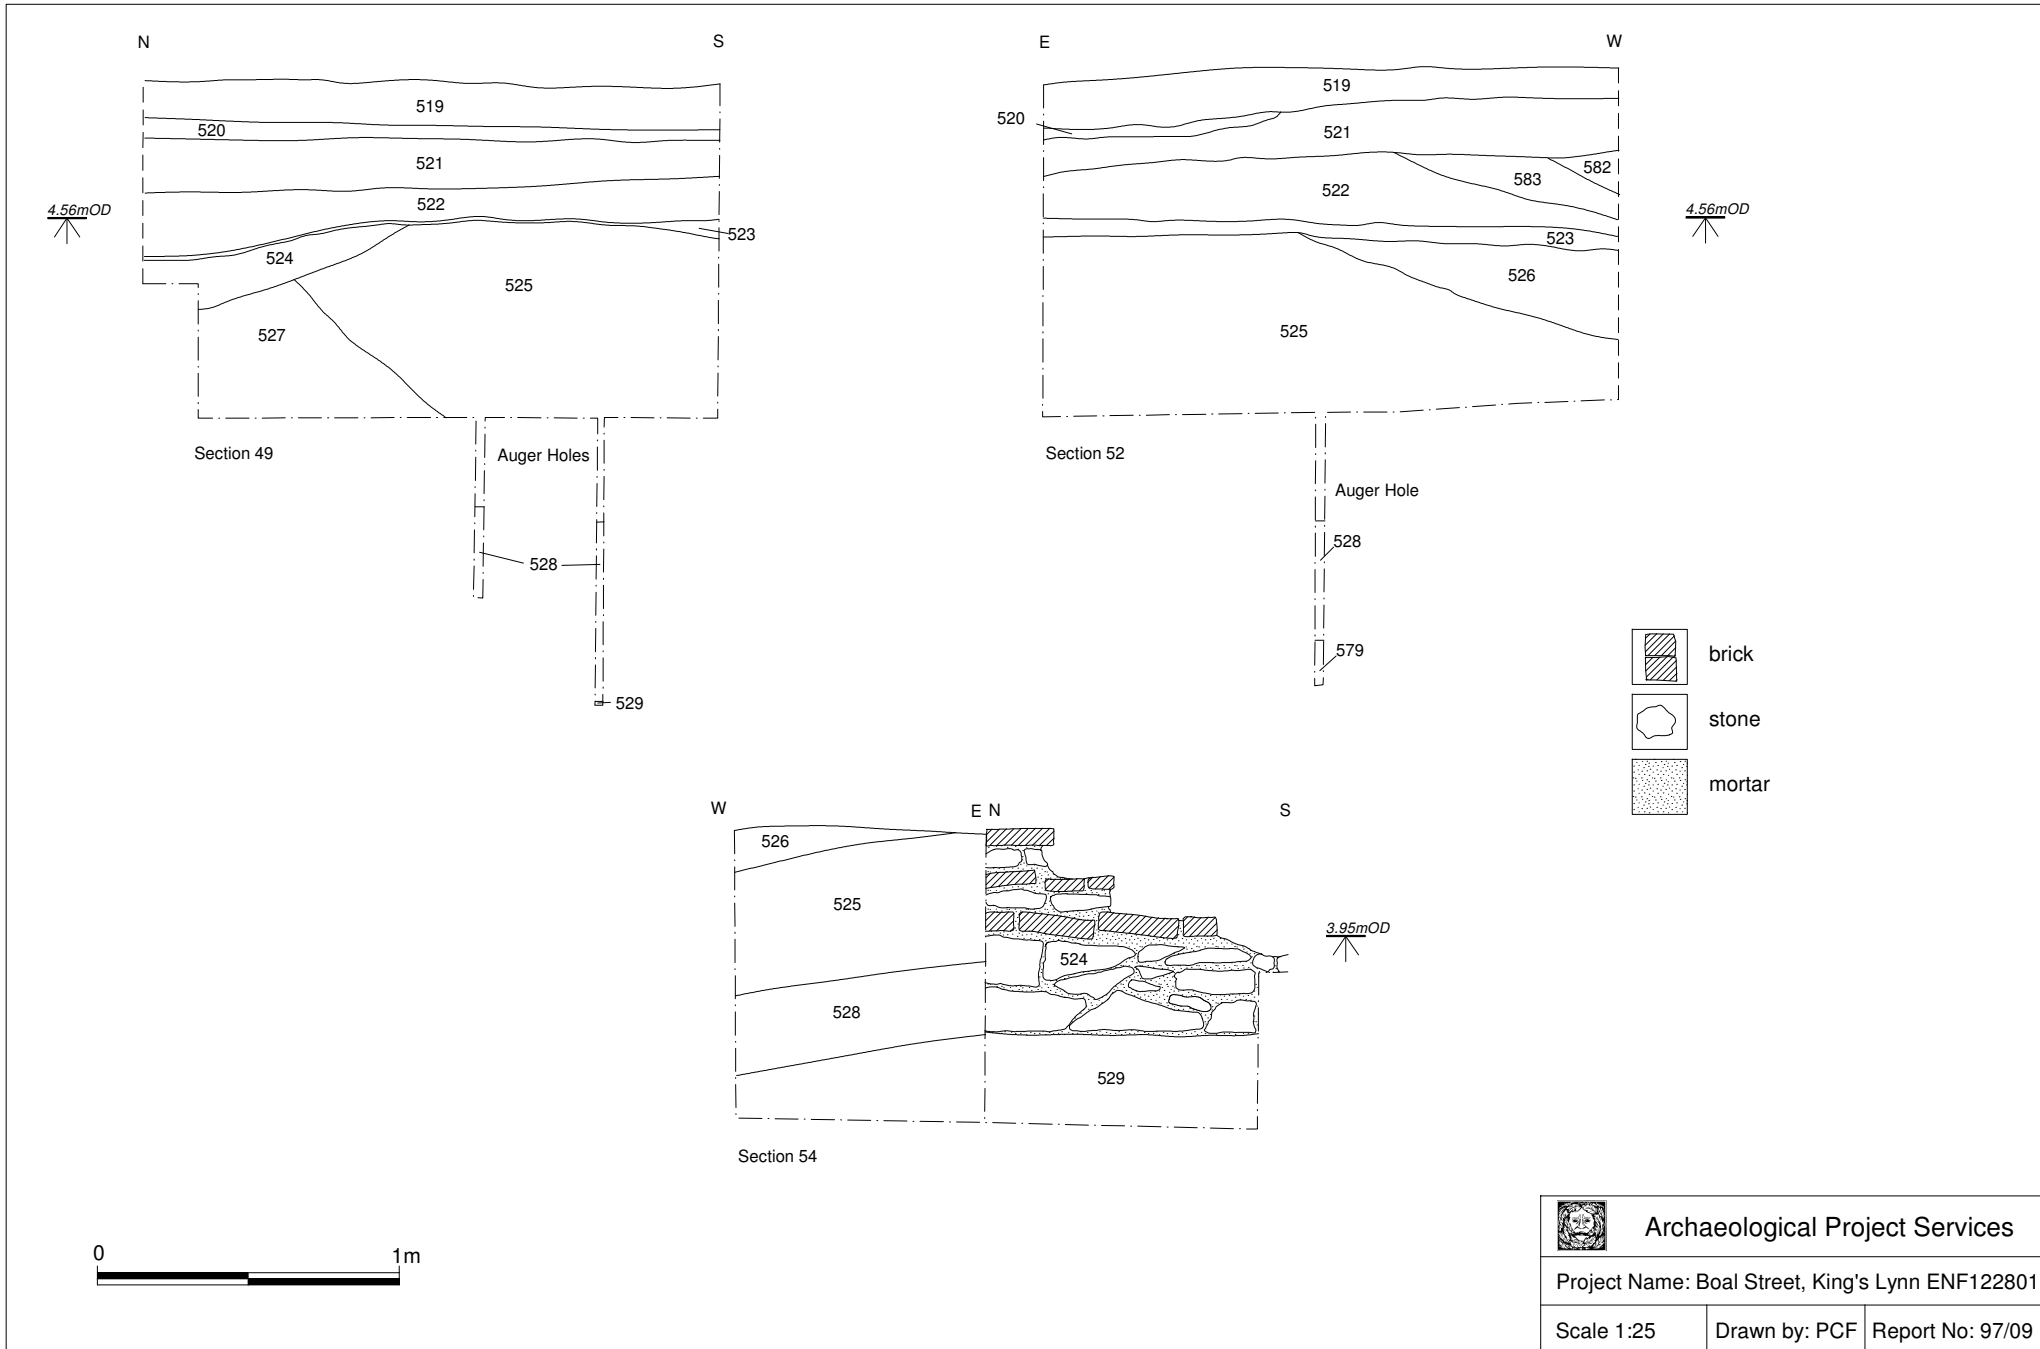 N S
519
520
521
522
4.56mOD
523
524
525
527
Section 49
Auger Holes
528
529
E W
519
520
521
582
583
522
4.56mOD
523
526
525
Section 52
Auger Hole
528
579
brick
stone
mortar
W E N S
526
525
3.95mOD
524
528
529
Section 54
0 1m
Archaeological Project Services
Project Name: Boal Street, King's Lynn ENF122801
Scale 1:25 Drawn by: PCF Report No: 97/09